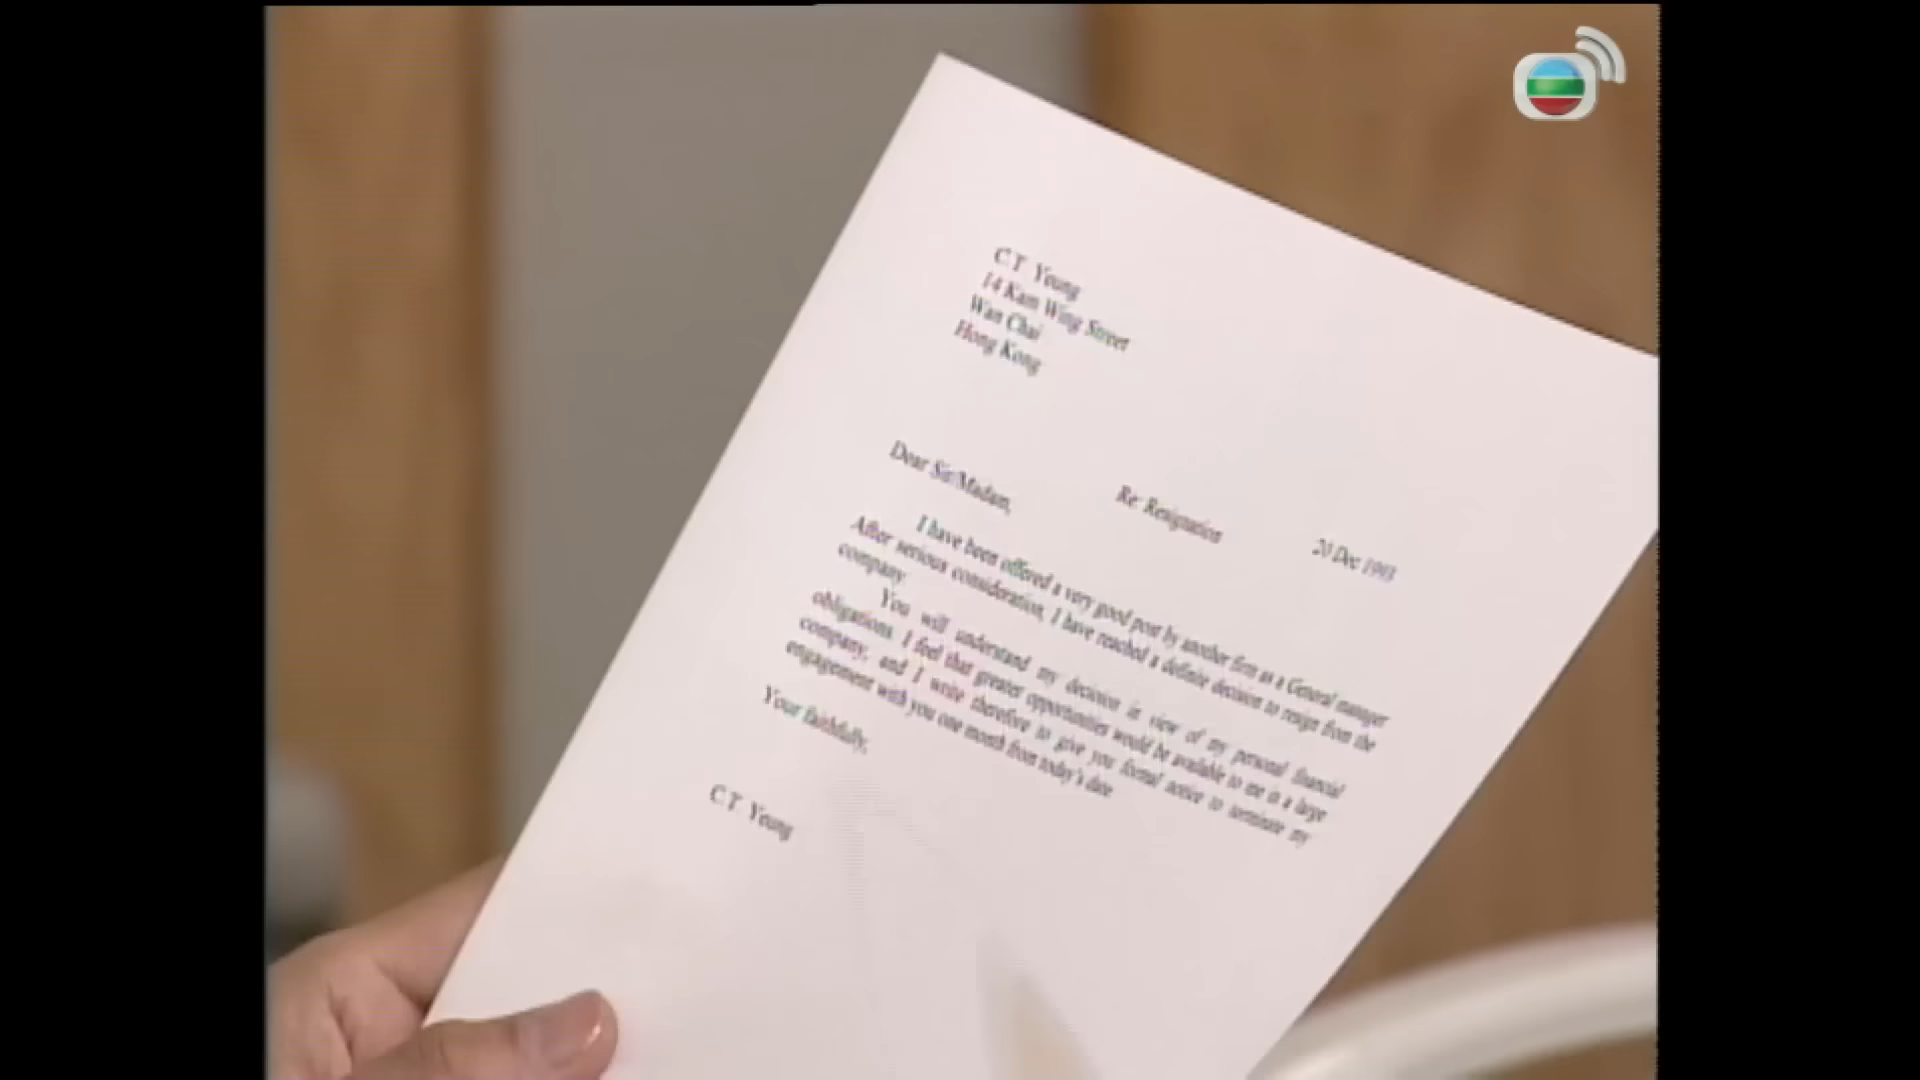 C.T Yeung
14 Kam Wing Street
Wan Chai
Hong Kong
Dear Sir/Madam,
Re: Resignation
20 Dec 1993
I have been offered a very good post by another firm as a General manager
After serious consideration, I have reached a definite decision to resign from the
company
You will understand my decision in view of my personal financial
obligations. I feel that greater opportunities would be available to me in a large
company, and I write therefore to give you formal notice to terminate my
engagement with you one month from today's date
Your faithfully,
C.T Yeung